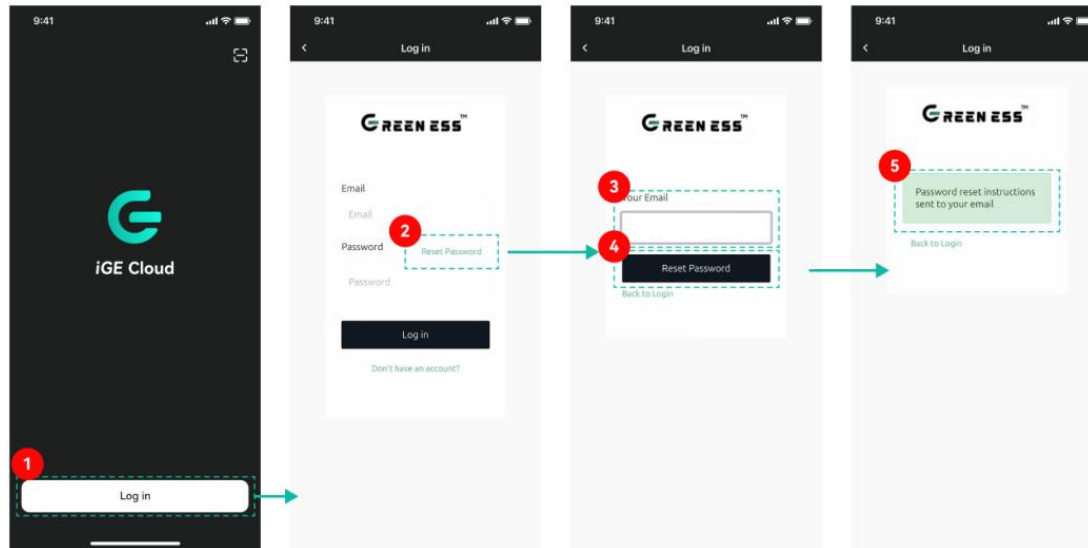 9:41
iGE Cloud
1
Log in
9:41
Log in
GREEN ESS™
Email
Email
2
Password
Reset Password
Password
Log in
Don't have an account?
9:41
Log in
GREEN ESS™
3
Your Email
4
Reset Password
Back to Login
9:41
Log in
GREEN ESS™
5
Password reset instructions
sent to your email
Back to Login